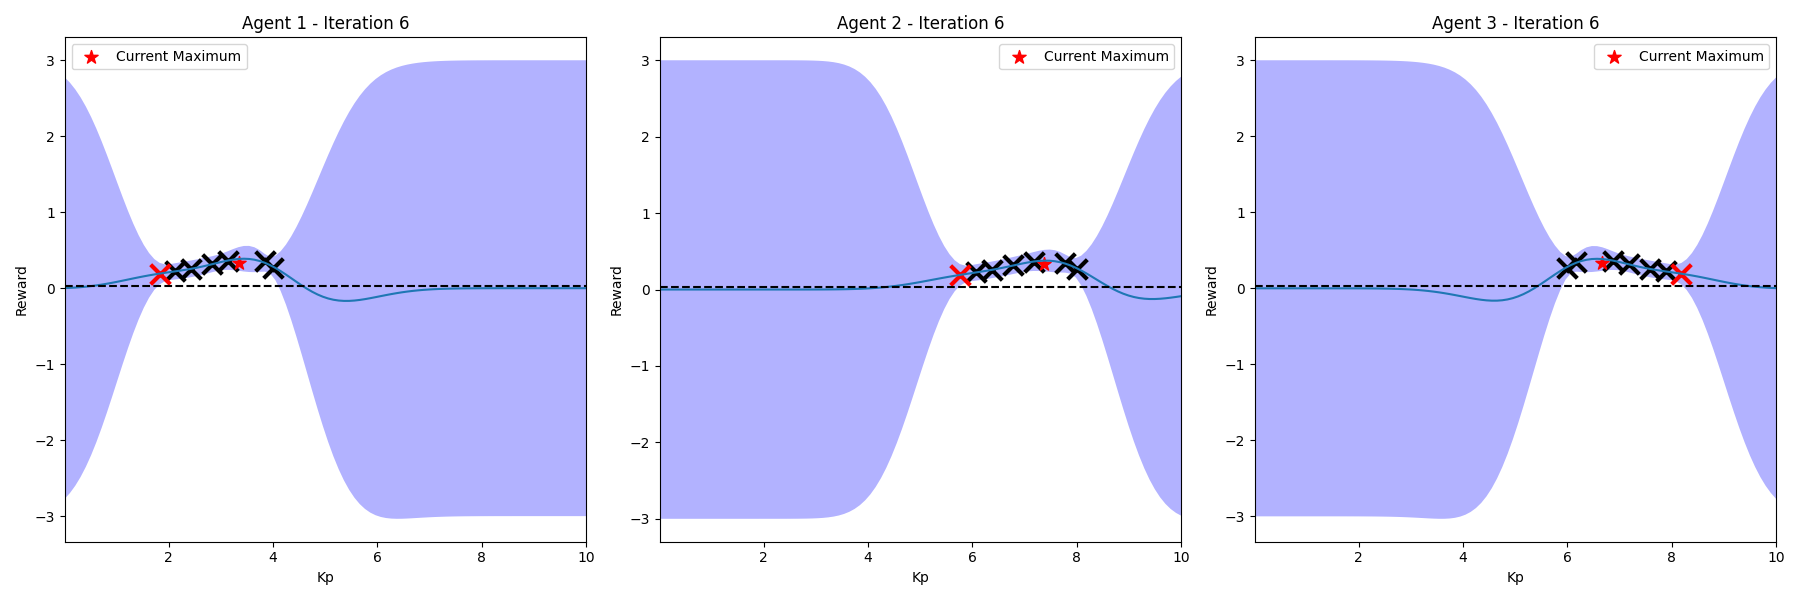 Agent 1 - Iteration 6
Current Maximum
3
2
1
0
−1
−2
−3
Reward
2 4 6 8 10
Kp
Agent 2 - Iteration 6
Current Maximum
3
2
1
0
−1
−2
−3
Reward
2 4 6 8 10
Kp
Agent 3 - Iteration 6
Current Maximum
3
2
1
0
−1
−2
−3
Reward
2 4 6 8 10
Kp